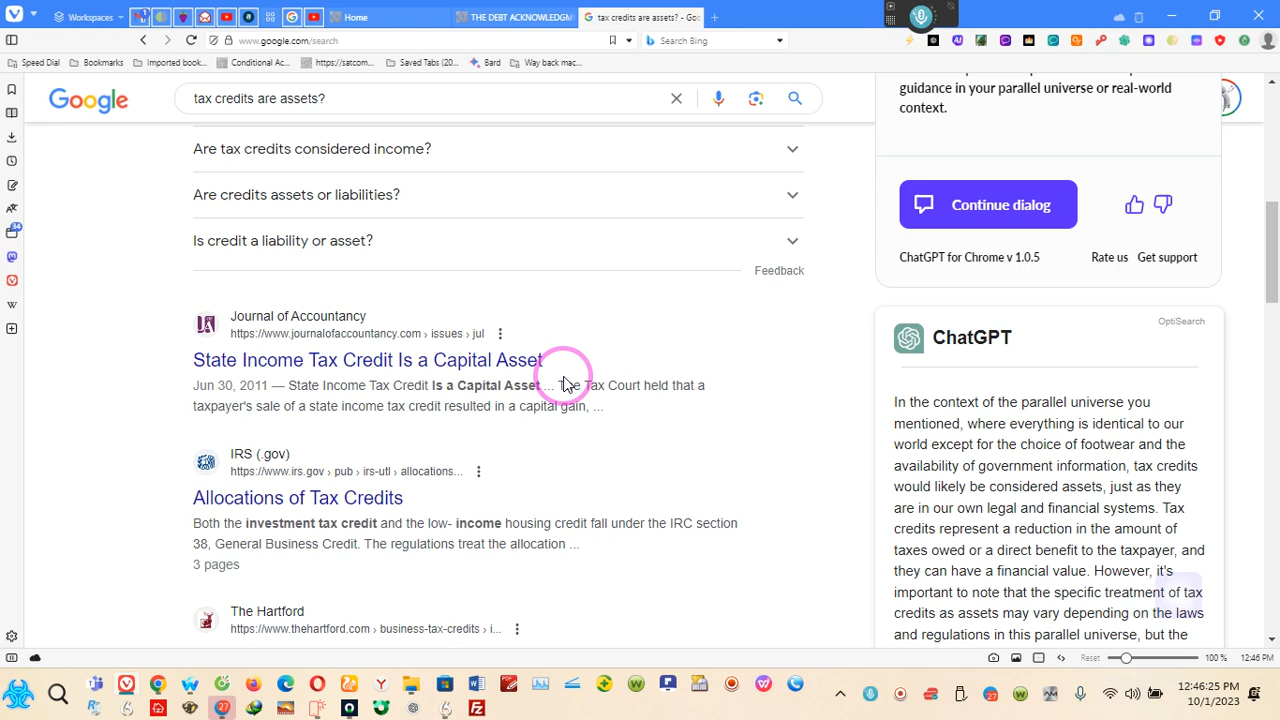 Workspaces
Home
THE DEBT ACKNOWLEDGM
tax credits are assets? - Goo
www.google.com/search
Search Bing
Speed Dial
Bookmarks
Imported book...
Conditional Ac...
https://satcom...
Saved Tabs (20...
Bard
Way back mac...
Google
tax credits are assets?
Are tax credits considered income?
Are credits assets or liabilities?
Is credit a liability or asset?
Feedback
Journal of Accountancy
https://www.journalofaccountancy.com › issues › jul
State Income Tax Credit Is a Capital Asset
Jun 30, 2011 — State Income Tax Credit Is a Capital Asset ... The Tax Court held that a
taxpayer's sale of a state income tax credit resulted in a capital gain, ...
IRS (.gov)
https://www.irs.gov › pub › irs-utl › allocations...
Allocations of Tax Credits
Both the investment tax credit and the low- income housing credit fall under the IRC section
38, General Business Credit. The regulations treat the allocation ...
3 pages
The Hartford
https://www.thehartford.com › business-tax-credits › i...
guidance in your parallel universe or real-world
context.
Continue dialog
ChatGPT for Chrome v 1.0.5
Rate us
Get support
OptiSearch
ChatGPT
In the context of the parallel universe you
mentioned, where everything is identical to our
world except for the choice of footwear and the
availability of government information, tax credits
would likely be considered assets, just as they
are in our own legal and financial systems. Tax
credits represent a reduction in the amount of
taxes owed or a direct benefit to the taxpayer, and
they can have a financial value. However, it's
important to note that the specific treatment of tax
credits as assets may vary depending on the laws
and regulations in this parallel universe, but the
Reset
100 %
12:46 PM
12:46:25 PM
10/1/2023